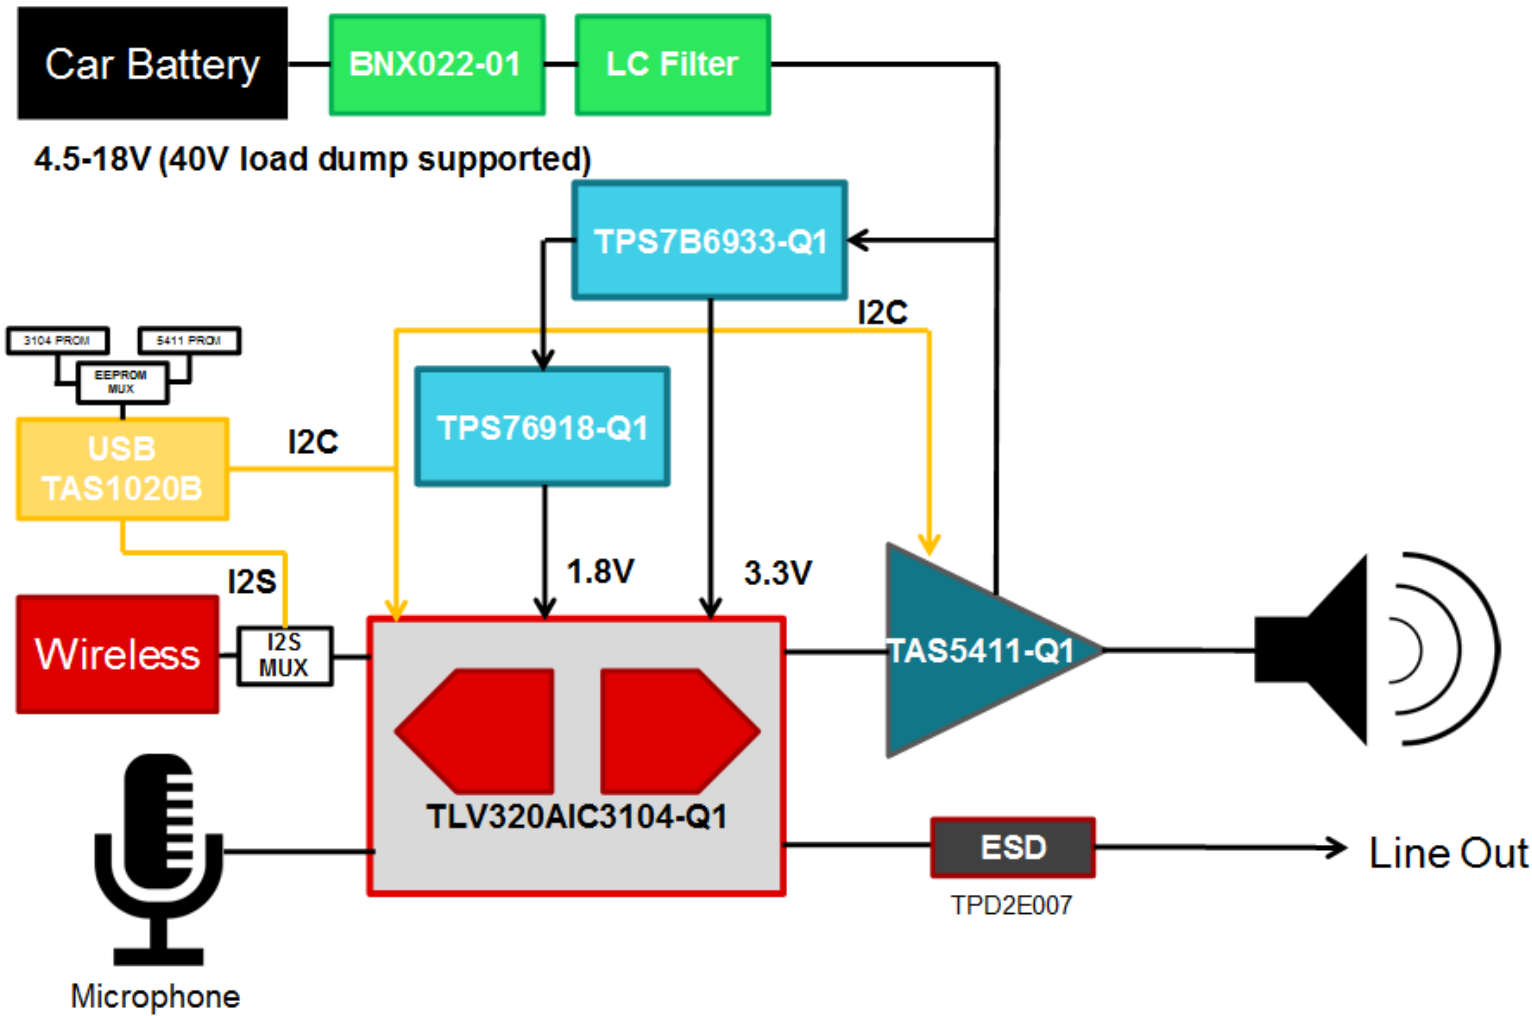 Car Battery
BNX022-01
LC Filter
4.5-18V (40V load dump supported)
TPS7B6933-Q1
I2C
3104 PROM
5411 PROM
EEPROM
MUX
TPS76918-Q1
USB
TAS1020B
I2C
I2S
1.8V
3.3V
Wireless
I2S
MUX
TAS5411-Q1
TLV320AIC3104-Q1
ESD
Line Out
TPD2E007
Microphone